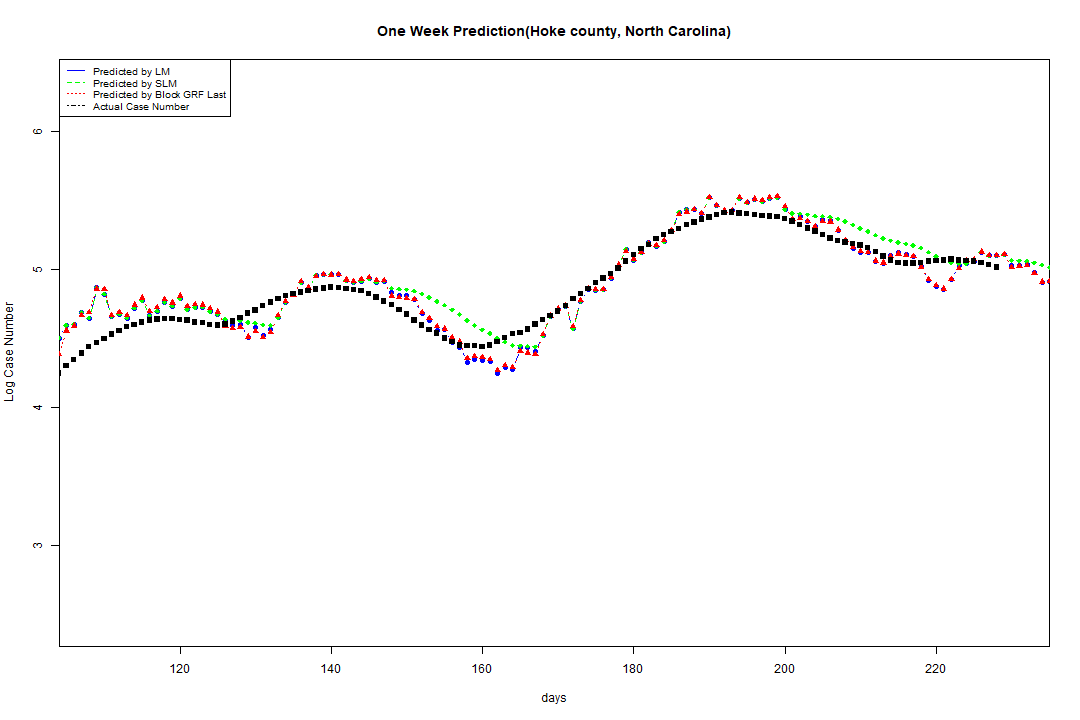 One Week Prediction(Hoke county, North Carolina)
Predicted by LM
Predicted by SLM
Predicted by Block GRF Last
Actual Case Number
6
5
4
3
Log Case Number
120 140 160 180 200 220
days